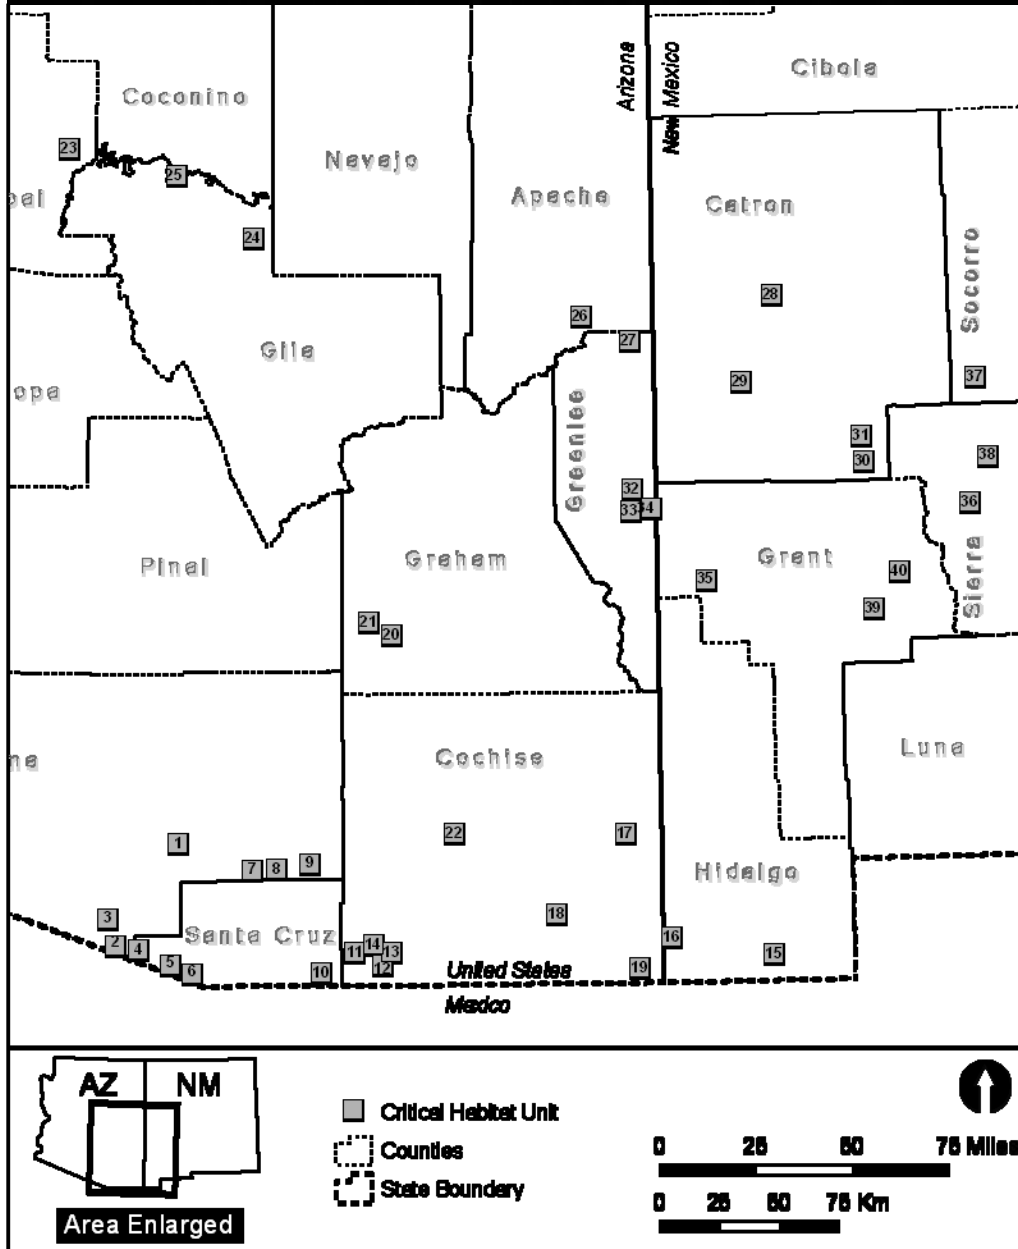 Cibola
Arizona
New Mexico
Coconino
23
Navajo
25
pai
Apache
Catron
24
Socorro
28
26
27
Gila
37
29
opa
Greenlee
31
38
30
32
36
33
34
Pinal
Graham
Grant
40
35
Sierra
39
21
20
Luna
na
Cochise
1
22
17
9
7
8
Hidalgo
3
18
Santa Cruz
16
2
4
14
11
13
15
5
12
19
6
10
United States
Mexico
AZ
NM
Critical Habitat Unit
Counties
State Boundary
0 25 50 75 Miles
0 25 50 75 Km
Area Enlarged